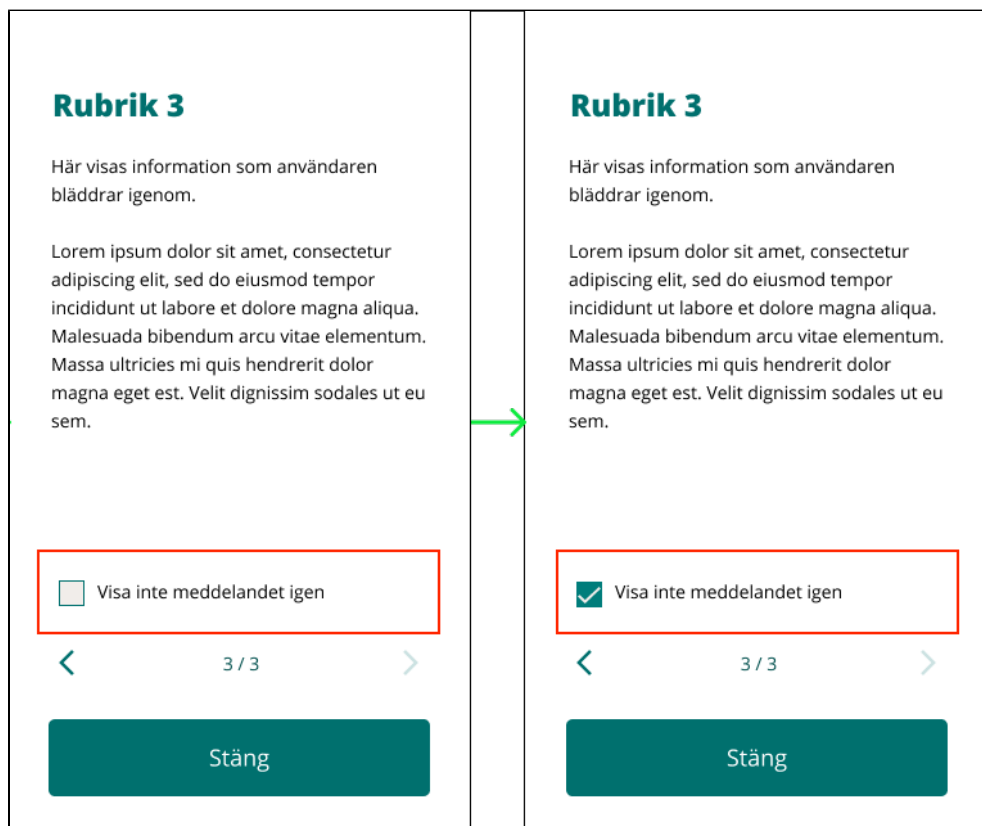 Rubrik 3
Här visas information som användaren
bläddrar igenom.
Lorem ipsum dolor sit amet, consectetur
adipiscing elit, sed do eiusmod tempor
incididunt ut labore et dolore magna aliqua.
Malesuada bibendum arcu vitae elementum.
Massa ultricies mi quis hendrerit dolor
magna eget est. Velit dignissim sodales ut eu
sem.
Visa inte meddelandet igen
3 / 3
Stäng
Rubrik 3
Här visas information som användaren
bläddrar igenom.
Lorem ipsum dolor sit amet, consectetur
adipiscing elit, sed do eiusmod tempor
incididunt ut labore et dolore magna aliqua.
Malesuada bibendum arcu vitae elementum.
Massa ultricies mi quis hendrerit dolor
magna eget est. Velit dignissim sodales ut eu
sem.
Visa inte meddelandet igen
3 / 3
Stäng